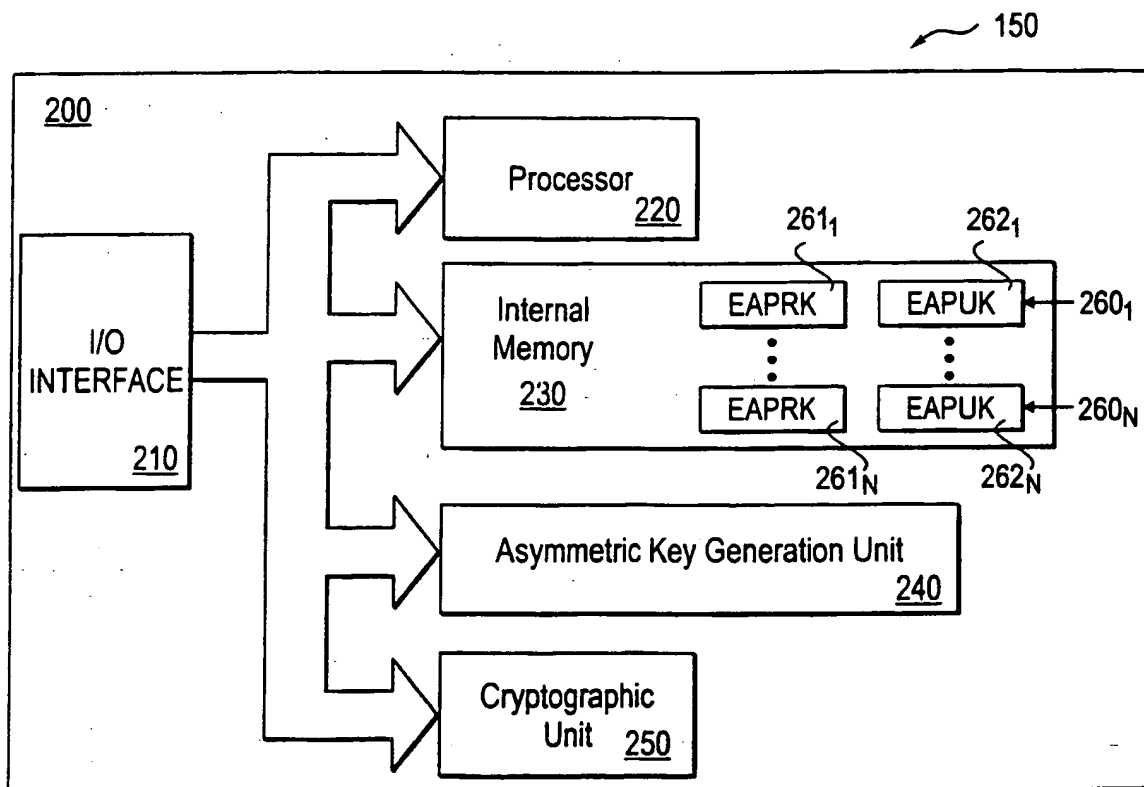 150
200
Processor
220
261₁
262₁
I/O
INTERFACE
210
Internal
Memory
230
EAPRK
EAPUK
260₁
EAPRK
EAPUK
260N
261N
262N
Asymmetric Key Generation Unit
240
Cryptographic
Unit
250